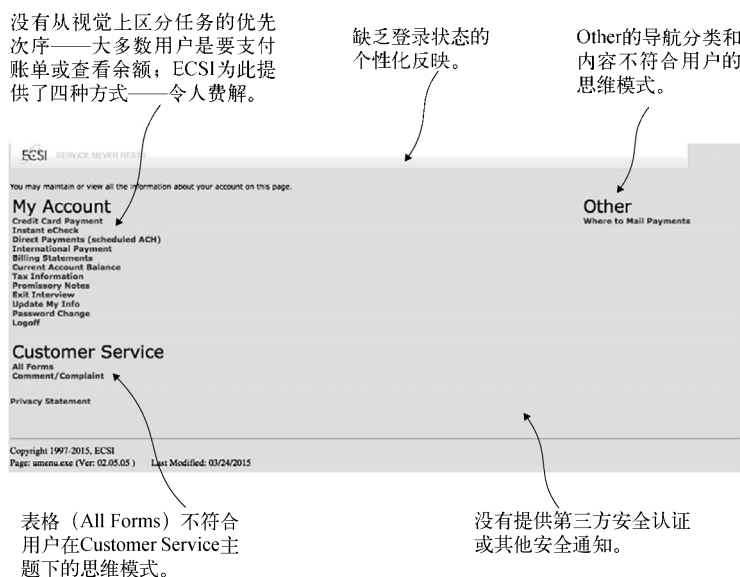 没有从视觉上区分任务的优先
次序——大多数用户是要支付
账单或查看余额；ECSI为此提
供了四种方式——令人费解。
缺乏登录状态的
个性化反映。
Other的导航分类和
内容不符合用户的
思维模式。
ECSI SERVICE NEVER RESTS
You may maintain or view all the information about your account on this page.
My Account
Credit Card Payment
Instant eCheck
Direct Payments (scheduled ACH)
International Payment
Billing Statements
Current Account Balance
Tax Information
Promissory Notes
Exit Interview
Update My Info
Password Change
Logoff
Other
Where to Mail Payments
Customer Service
All Forms
Comment/Complaint
Privacy Statement
Copyright 1997-2015, ECSI
Page: umenu.exe (Ver: 02.05.05 ) Last Modified: 03/24/2015
表格（All Forms）不符合
用户在Customer Service主
题下的思维模式。
没有提供第三方安全认证
或其他安全通知。